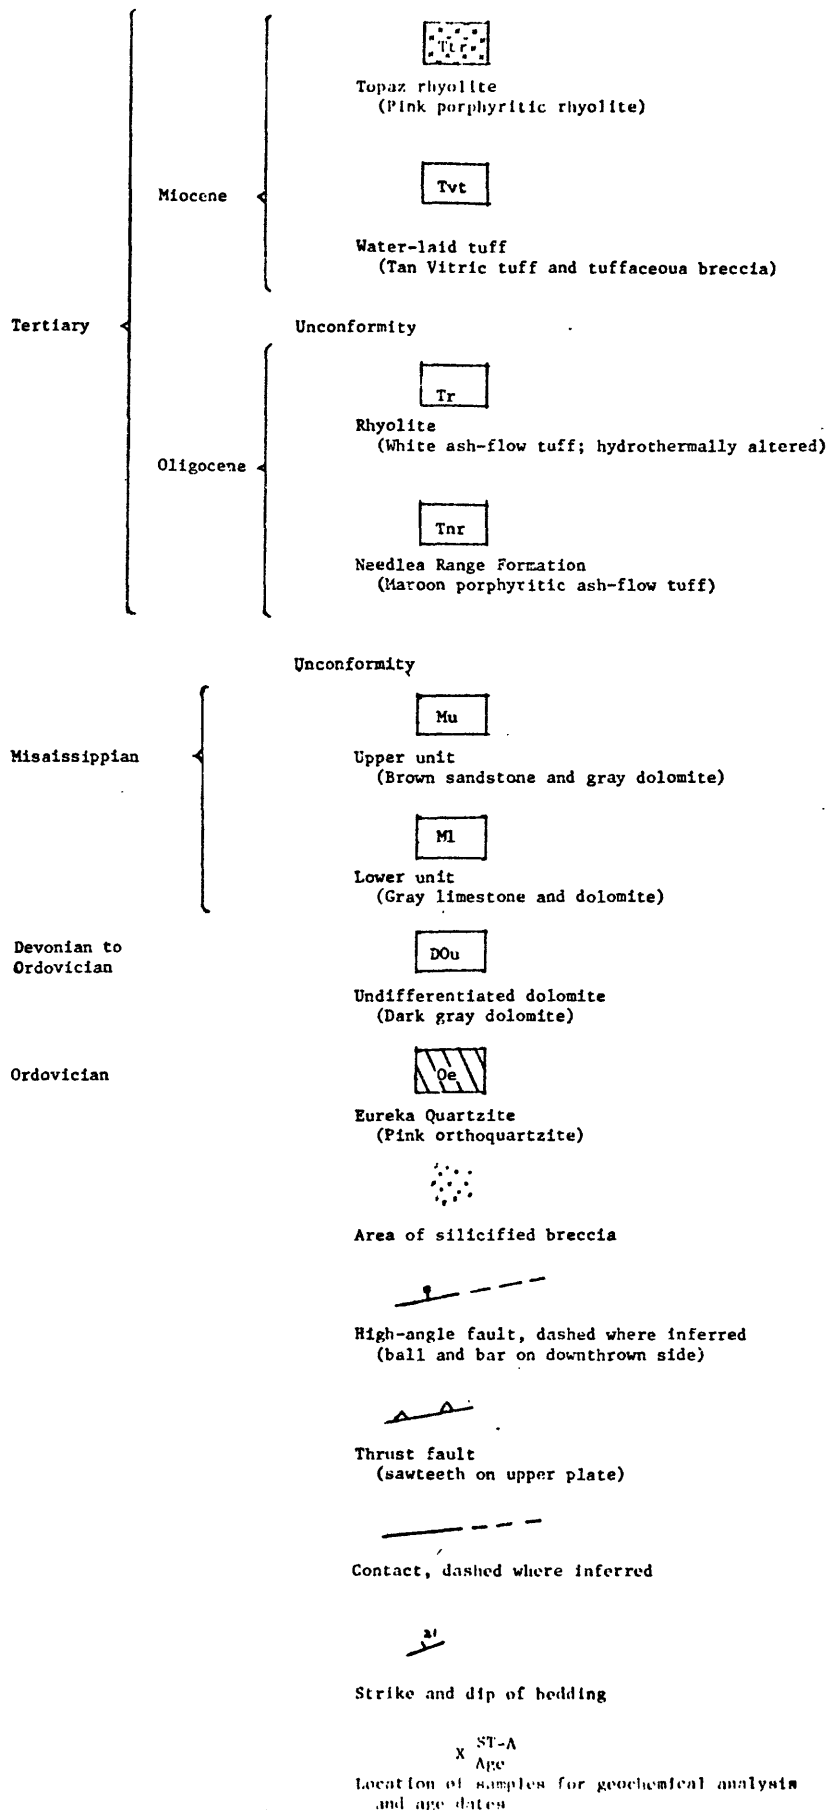 Ttr
Topaz rhyolite
(Pink porphyritic rhyolite)
Miocene
Tvt
Water-laid tuff
(Tan Vitric tuff and tuffaceoua breccia)
Tertiary
Unconformity
Tr
Rhyolite
(White ash-flow tuff; hydrothermally altered)
Oligocene
Tnr
Needlea Range Formation
(Maroon porphyritic ash-flow tuff)
Unconformity
Mu
Misaissippian
Upper unit
(Brown sandstone and gray dolomite)
Ml
Lower unit
(Gray limestone and dolomite)
Devonian to
Ordovician
DOu
Undifferentiated dolomite
(Dark gray dolomite)
Ordovician
Oe
Eureka Quartzite
(Pink orthoquartzite)
Area of silicified breccia
High-angle fault, dashed where inferred
(ball and bar on downthrown side)
Thrust fault
(sawteeth on upper plate)
Contact, dashed where inferred
Strike and dip of bedding
X ST-A
Age
Location of samples for geochemical analysis
and age dates